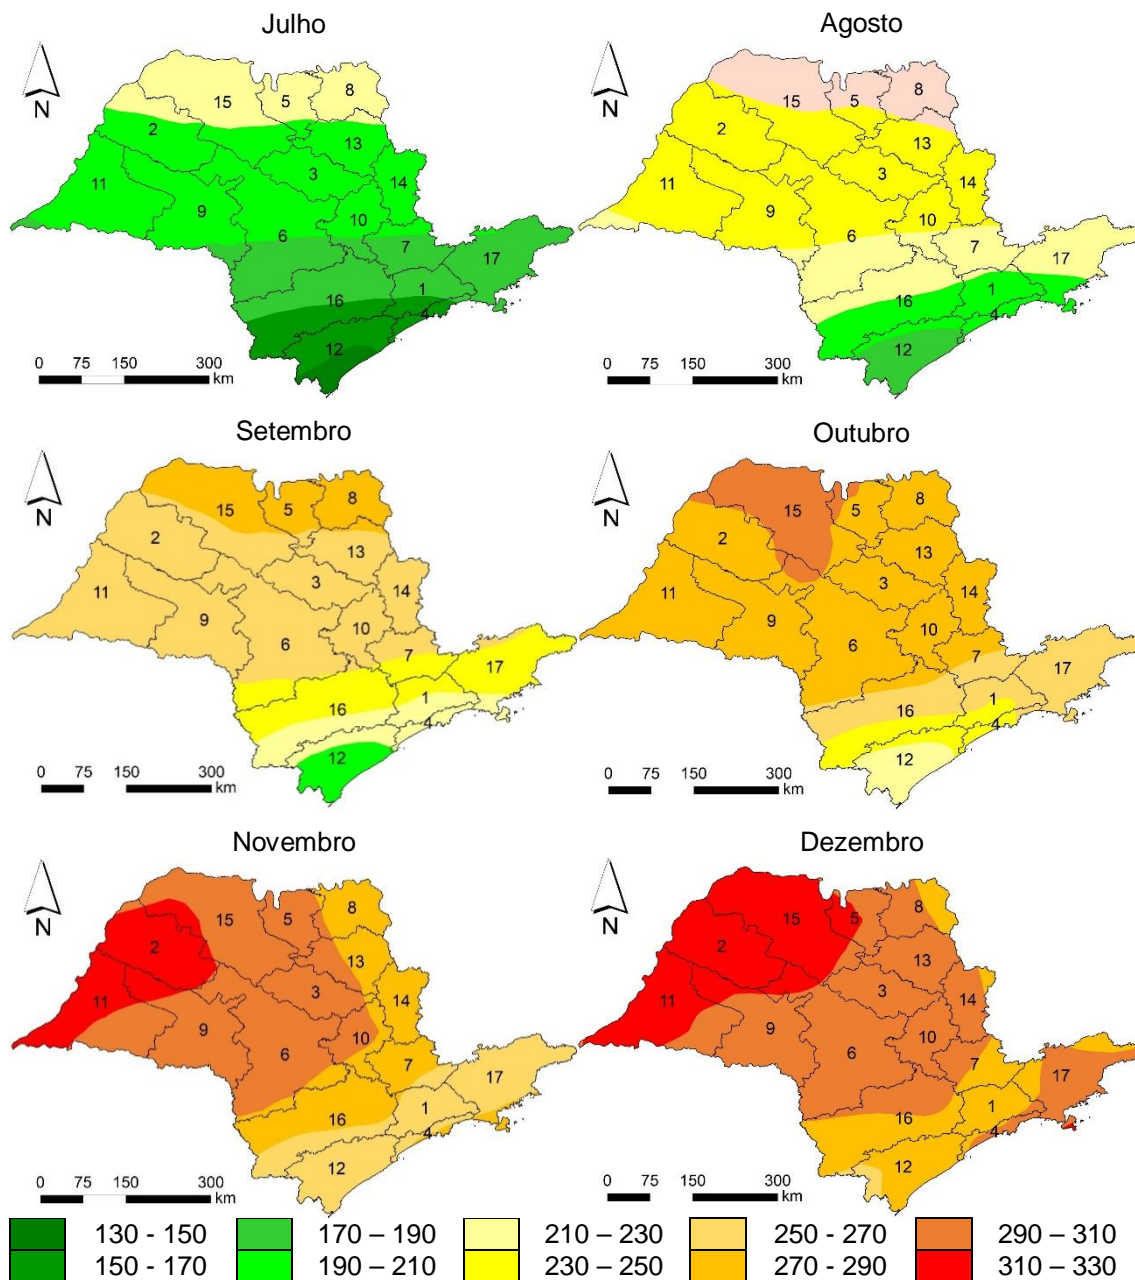 Julho Agosto
N N
15 5 8 15 5 8
2 13 2 13
11 3 14 11 3 14
9 10 9 10
6 7 17 6 7 17
16 1 16 1
4 4
12 12
0 75 150 300 0 75 150 300
km km
Setembro Outubro
N N
15 5 8 15 5 8
2 13 2 13
11 3 14 11 3 14
9 10 9 10
6 7 17 6 7 17
16 1 16 1
4 4
12 12
0 75 150 300 0 75 150 300
km km
Novembro Dezembro
N N
15 5 8 15 5 8
2 13 2 13
11 3 14 11 3 14
9 10 9 10
6 7 17 6 7 17
16 1 16 1
4 4
12 12
0 75 150 300 0 75 150 300
km km
130 - 150 170 – 190 210 – 230 250 - 270 290 – 310
150 - 170 190 – 210 230 – 250 270 - 290 310 – 330